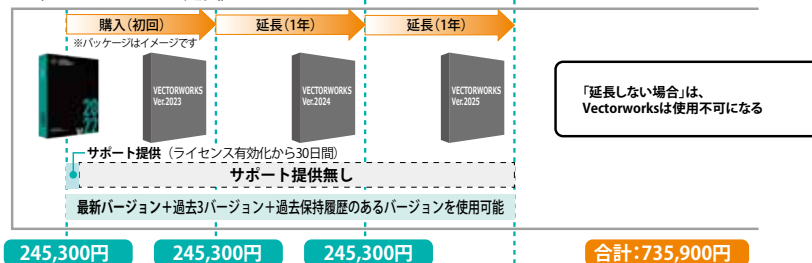 購入(初回)
延長(1年)
延長(1年)
※パッケージはイメージです
VECTORWORKS
Ver.2023
VECTORWORKS
Ver.2024
VECTORWORKS
Ver.2025
「延長しない場合」は、
Vectorworksは使用不可になる
サポート提供（ライセンス有効化から30日間）
サポート提供無し
最新バージョン＋過去3バージョン＋過去保持履歴のあるバージョンを使用可能
245,300円
245,300円
245,300円
合計:735,900円